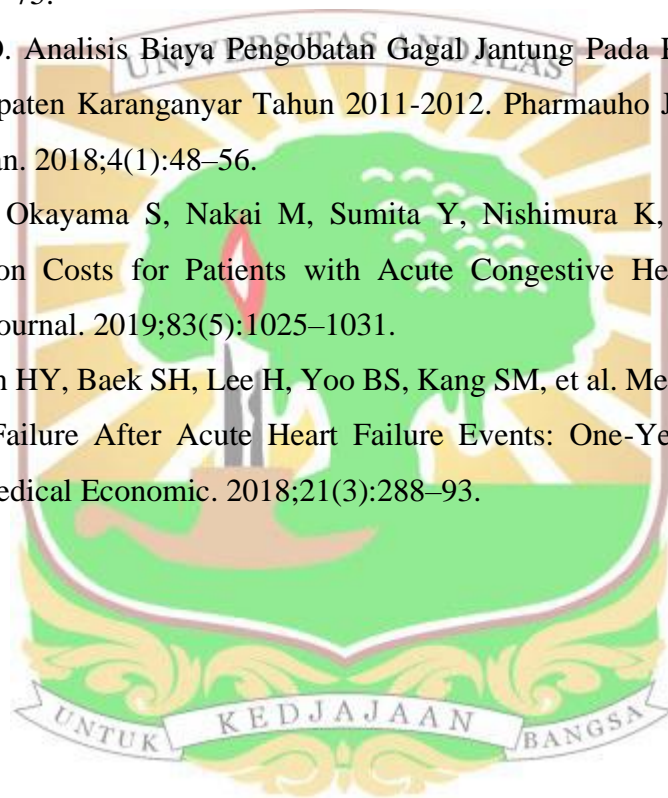 73.
D. Analisis Biaya Pengobatan Gagal Jantung Pada
UNIVERSITAS ANDALAS
paten Karanganyar Tahun 2011-2012. Pharmauho J
an. 2018;4(1):48–56.
Okayama S, Nakai M, Sumita Y, Nishimura K,
on Costs for Patients with Acute Congestive He
ournal. 2019;83(5):1025–1031.
HY, Baek SH, Lee H, Yoo BS, Kang SM, et al. Me
Failure After Acute Heart Failure Events: One-Ye
edical Economic. 2018;21(3):288–93.
UNTUK KEDJAJAAN BANGSA